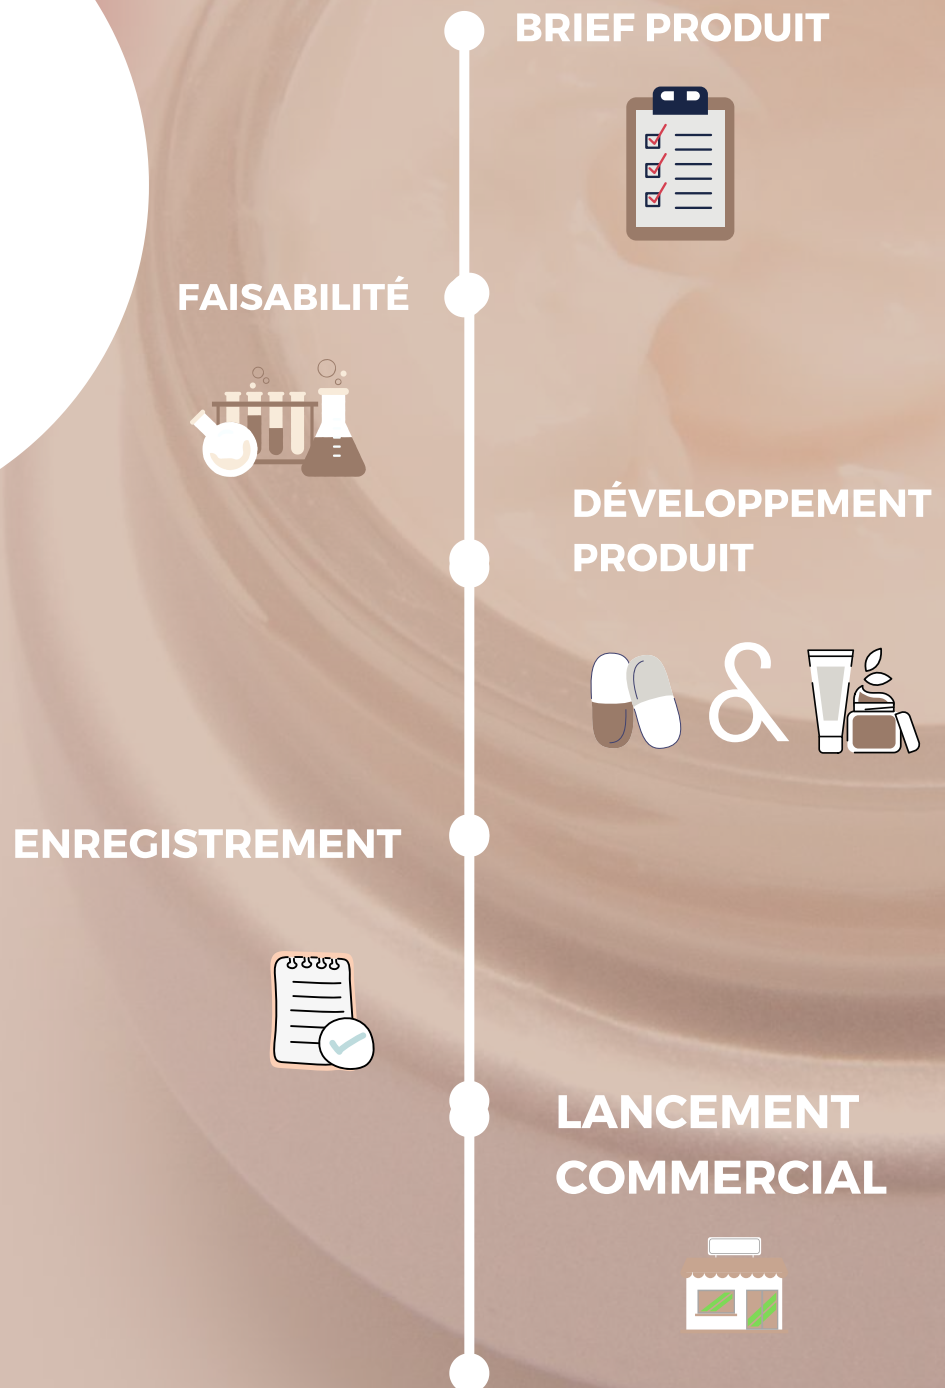 BRIEF PRODUIT
FAISABILITÉ
DÉVELOPPEMENT
PRODUIT
&
ENREGISTREMENT
LANCEMENT
COMMERCIAL